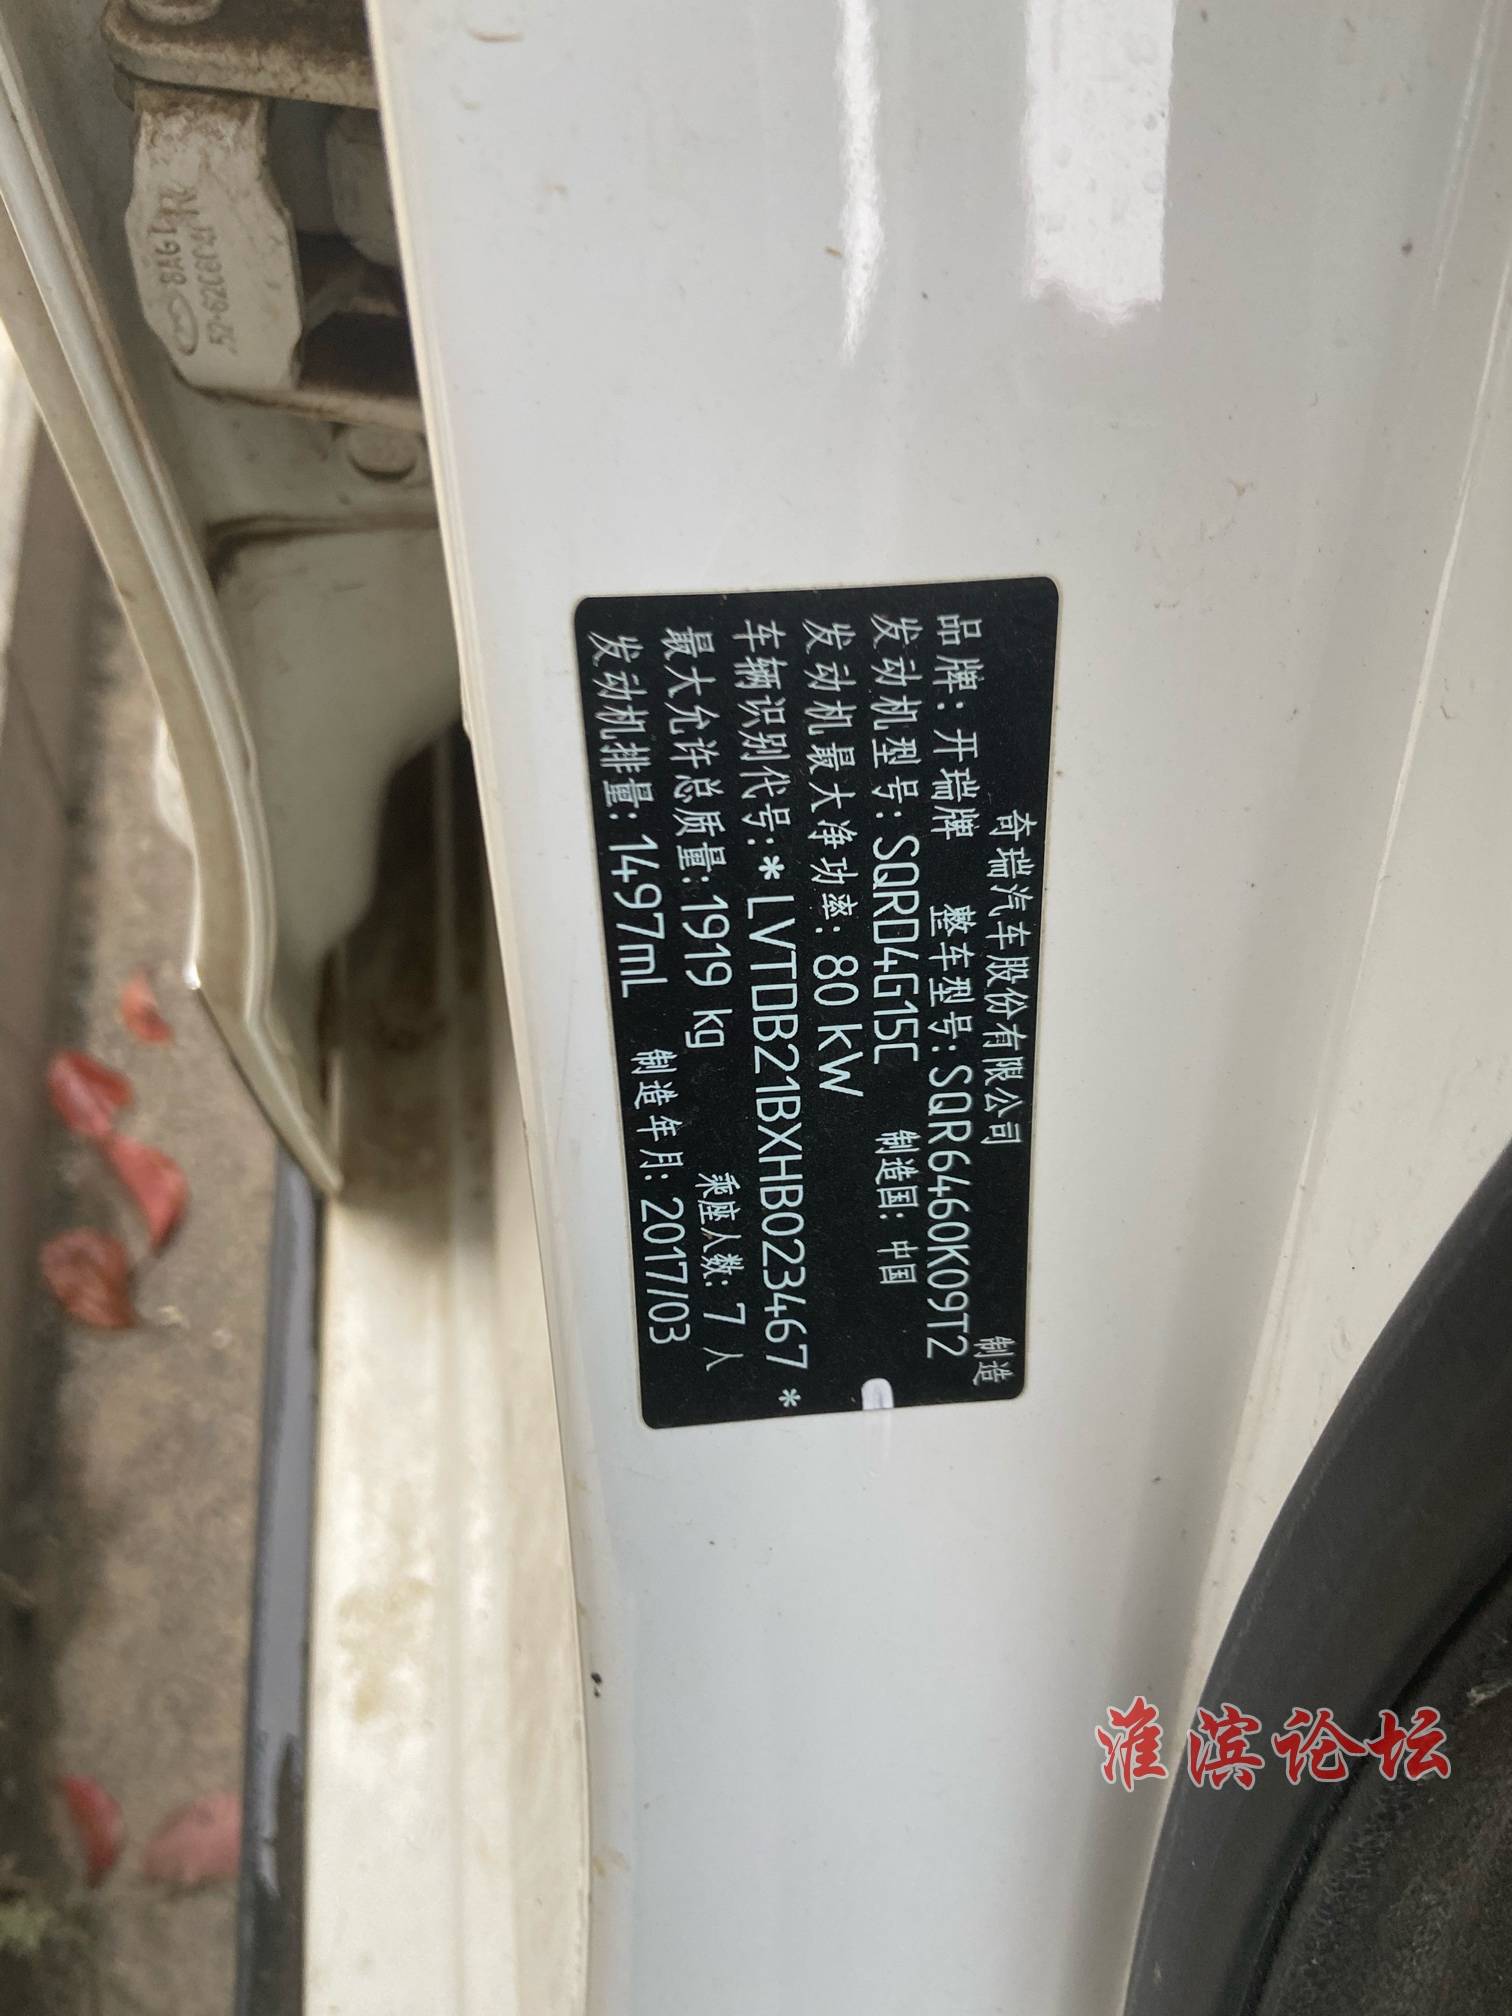 奇瑞汽车股份有限公司 制造
品牌：开瑞牌 整车型号：SQR6460K09T2
发动机型号：SQRD4G15C 制造国：中国
发动机最大净功率：80 kW
车辆识别代号：*LVTDB21BXHB023467*
最大允许总质量：1919 kg 乘座人数：7 人
发动机排量：1497mL 制造年月：2017/03
淮滨论坛